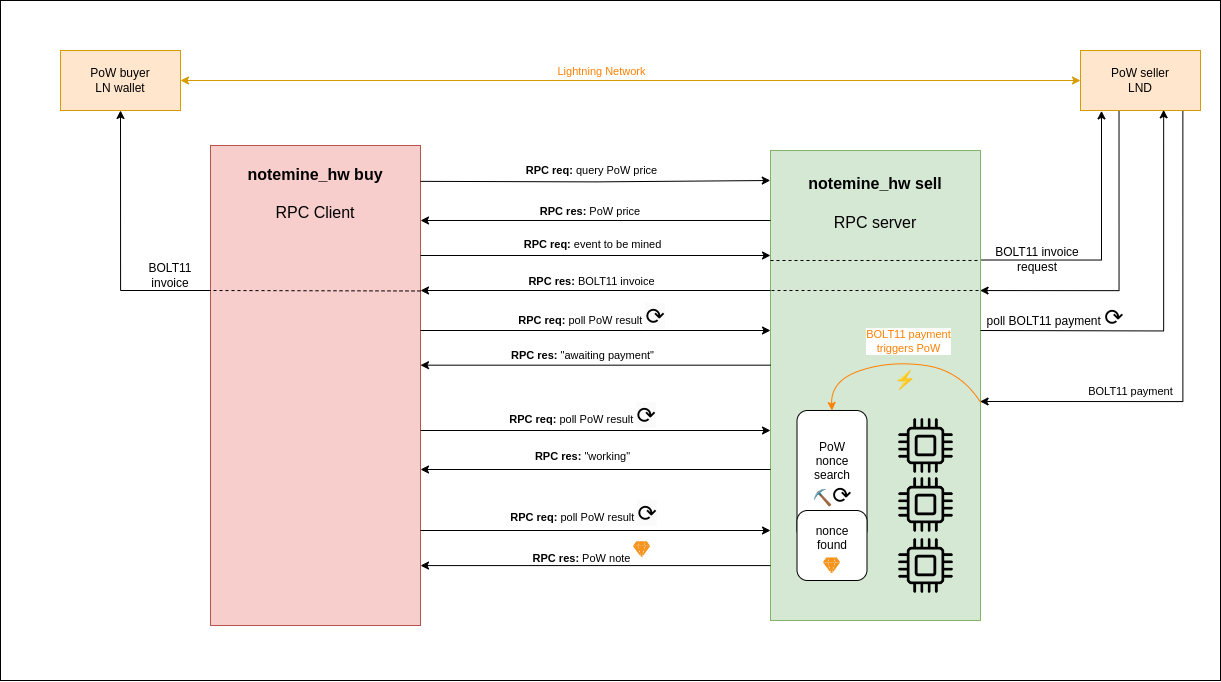 PoW buyer
LN wallet
Lightning Network
PoW seller
LND
notemine_hw buy
RPC Client
notemine_hw sell
RPC server
RPC req: query PoW price
RPC res: PoW price
RPC req: event to be mined
RPC res: BOLT11 invoice
BOLT11
invoice
BOLT11 invoice
request
RPC req: poll PoW result
poll BOLT11 payment
BOLT11 payment
triggers PoW
RPC res: "awaiting payment"
BOLT11 payment
RPC req: poll PoW result
RPC res: "working"
PoW
nonce
search
RPC req: poll PoW result
RPC res: PoW note
nonce
found